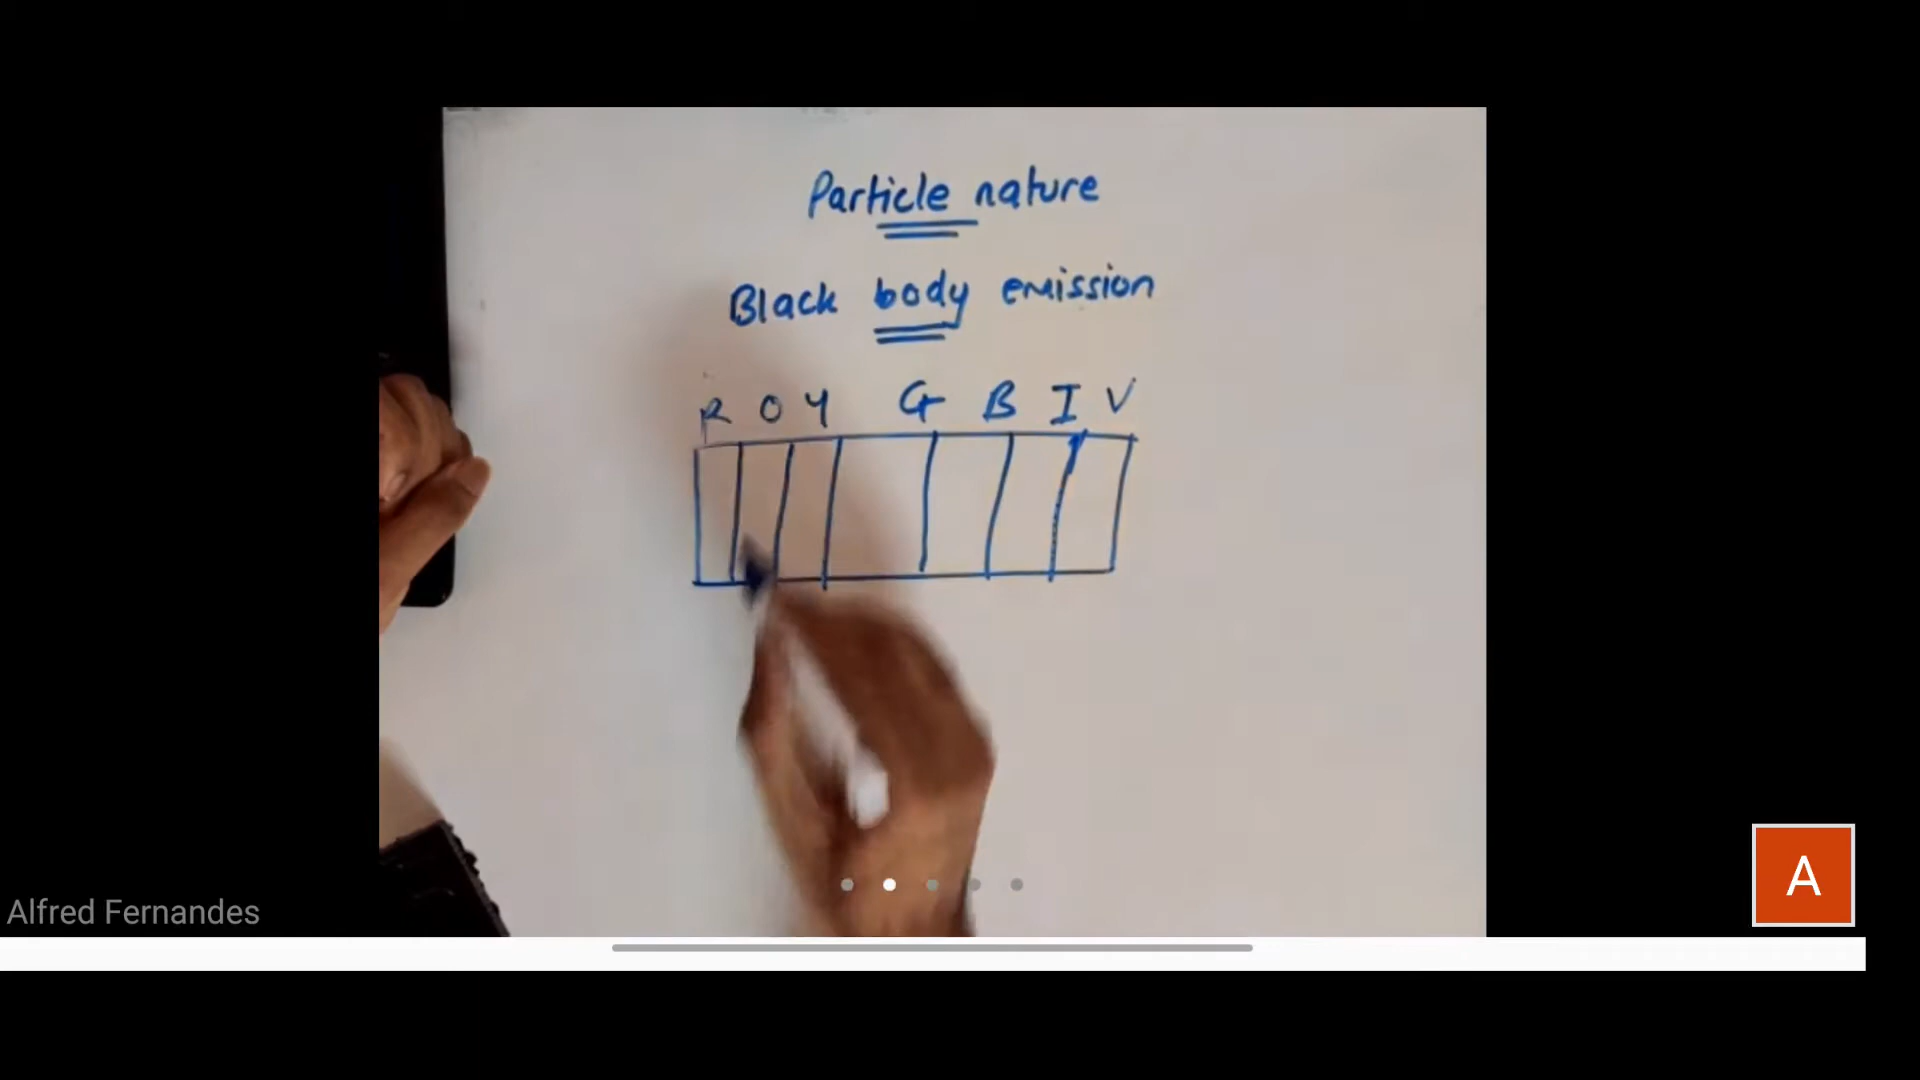 Particle nature
Black body emission
R O Y G B I V
Alfred Fernandes
A